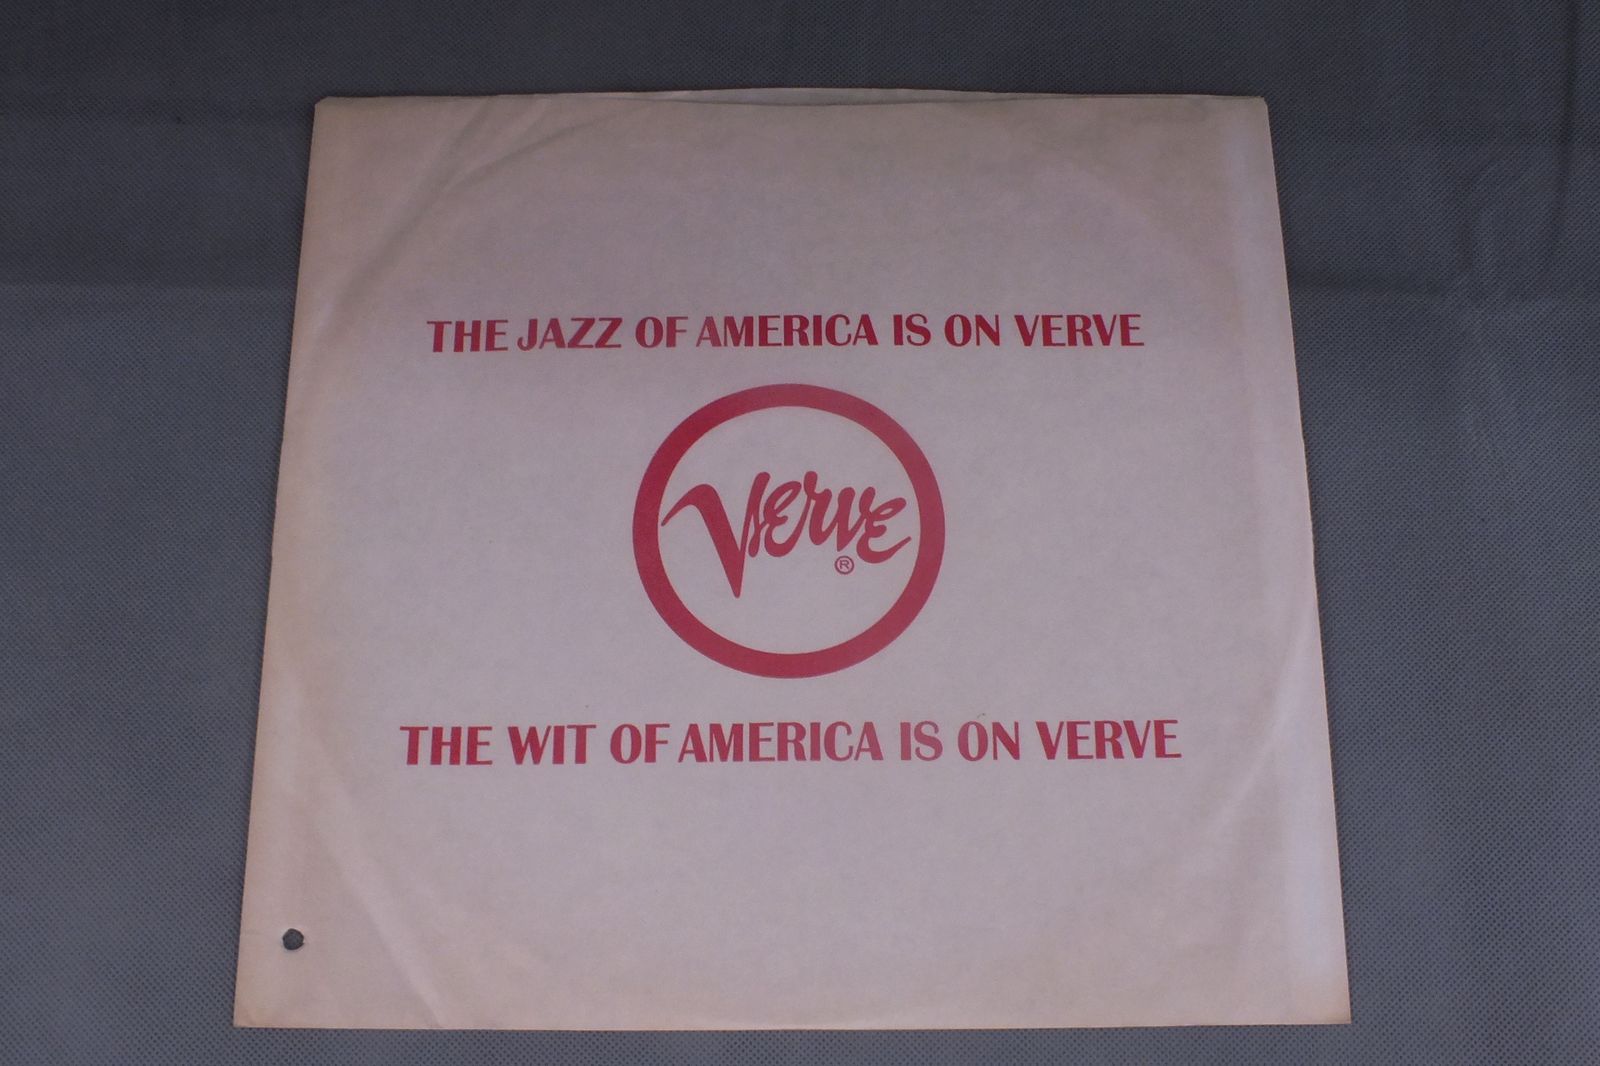 THE JAZZ OF AMERICA IS ON VERVE
Verve
®
THE WIT OF AMERICA IS ON VERVE